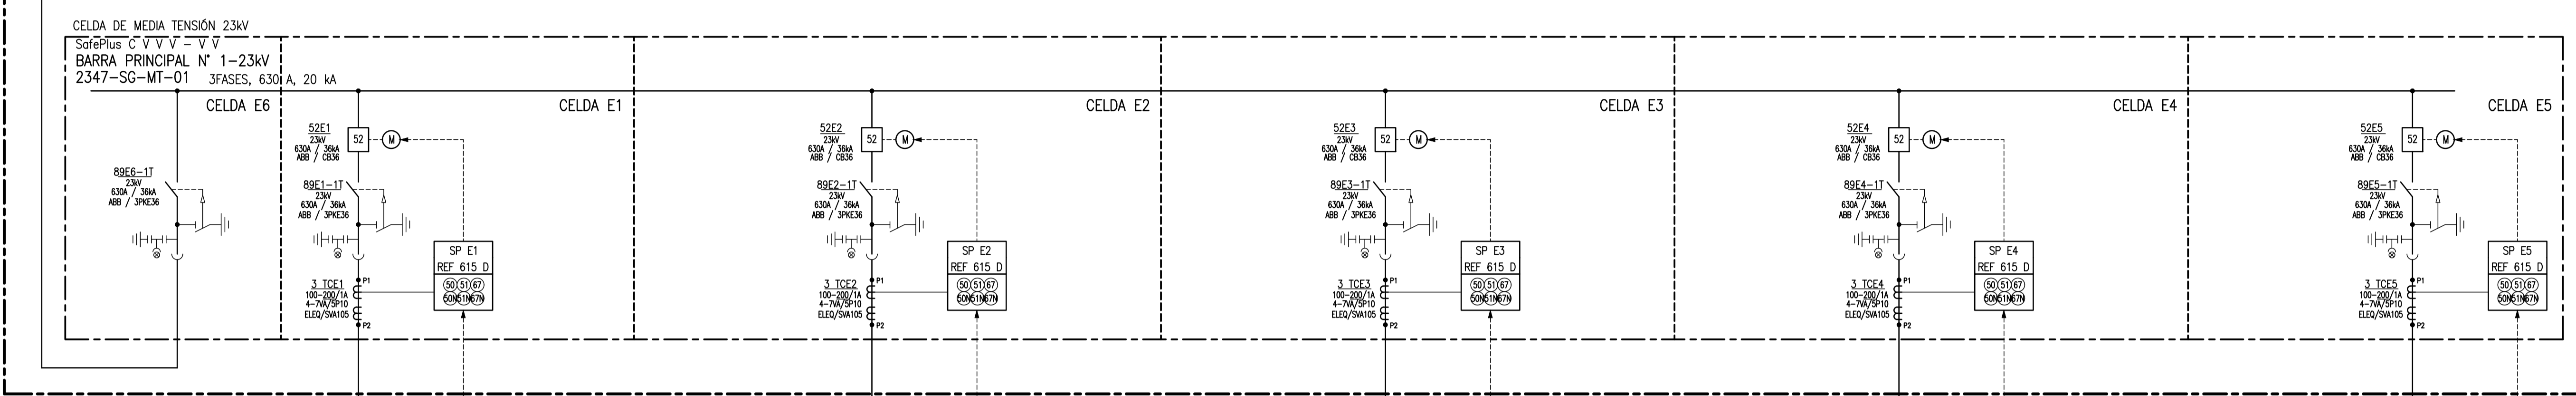 CELDA DE MEDIA TENSIÓN 23kV
SafePlus C V V V - V V
BARRA PRINCIPAL N° 1-23kV
2347-SG-MT-01 3FASES, 630 A, 20 kA
CELDA E6
89E6-1T
23kV
630A / 36kA
ABB / 3PKE36
CELDA E1
52E1
23kV
630A / 36kA
ABB / CB36
52
M
89E1-1T
23kV
630A / 36kA
ABB / 3PKE36
SP E1
REF 615 D
50 51 67
50N 51N 67N
3 TCE1
100-200/1A
4-7VA/5P10
ELEQ/SVA105
P1
P2
CELDA E2
52E2
23kV
630A / 36kA
ABB / CB36
52
M
89E2-1T
23kV
630A / 36kA
ABB / 3PKE36
SP E2
REF 615 D
50 51 67
50N 51N 67N
3 TCE2
100-200/1A
4-7VA/5P10
ELEQ/SVA105
P1
P2
CELDA E3
52E3
23kV
630A / 36kA
ABB / CB36
52
M
89E3-1T
23kV
630A / 36kA
ABB / 3PKE36
SP E3
REF 615 D
50 51 67
50N 51N 67N
3 TCE3
100-200/1A
4-7VA/5P10
ELEQ/SVA105
P1
P2
CELDA E4
52E4
23kV
630A / 36kA
ABB / CB36
52
M
89E4-1T
23kV
630A / 36kA
ABB / 3PKE36
SP E4
REF 615 D
50 51 67
50N 51N 67N
3 TCE4
100-200/1A
4-7VA/5P10
ELEQ/SVA105
P1
P2
CELDA E5
52E5
23kV
630A / 36kA
ABB / CB36
52
M
89E5-1T
23kV
630A / 36kA
ABB / 3PKE36
SP E5
REF 615 D
50 51 67
50N 51N 67N
3 TCE5
100-200/1A
4-7VA/5P10
ELEQ/SVA105
P1
P2